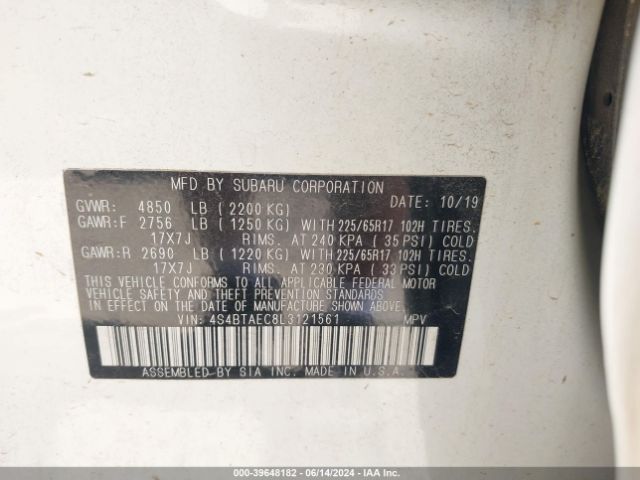 MFD BY SUBARU CORPORATION
GVWR: 4850 LB ( 2200 KG) DATE: 10/19
GAWR:F 2756 LB ( 1250 KG) WITH 225/65R17 102H TIRES.
17X7J RIMS. AT 240 KPA ( 35 PSI) COLD
GAWR:R 2690 LB ( 1220 KG) WITH 225/65R17 102H TIRES.
17X7J RIMS. AT 230 KPA ( 33 PSI) COLD
THIS VEHICLE CONFORMS TO ALL APPLICABLE FEDERAL MOTOR
VEHICLE SAFETY AND THEFT PREVENTION STANDARDS
IN EFFECT ON THE DATE OF MANUFACTURE SHOWN ABOVE.
VIN: 4S4BTAEC8L3121561 MPV
ASSEMBLED BY SIA INC. MADE IN U.S.A.
000-39648182 - 06/14/2024 - IAA Inc.